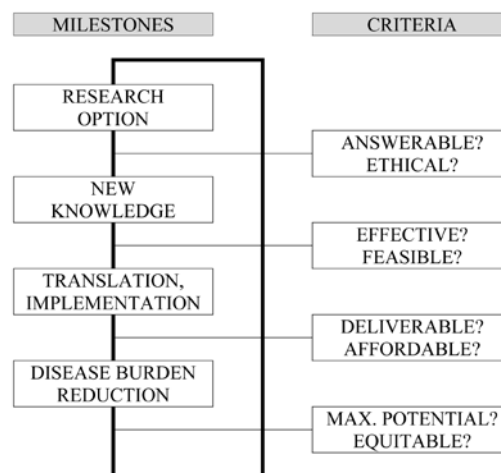 MILESTONES
CRITERIA
RESEARCH
OPTION
ANSWERABLE?
ETHICAL?
NEW
KNOWLEDGE
EFFECTIVE?
FEASIBLE?
TRANSLATION,
IMPLEMENTATION
DELIVERABLE?
AFFORDABLE?
DISEASE BURDEN
REDUCTION
MAX. POTENTIAL?
EQUITABLE?